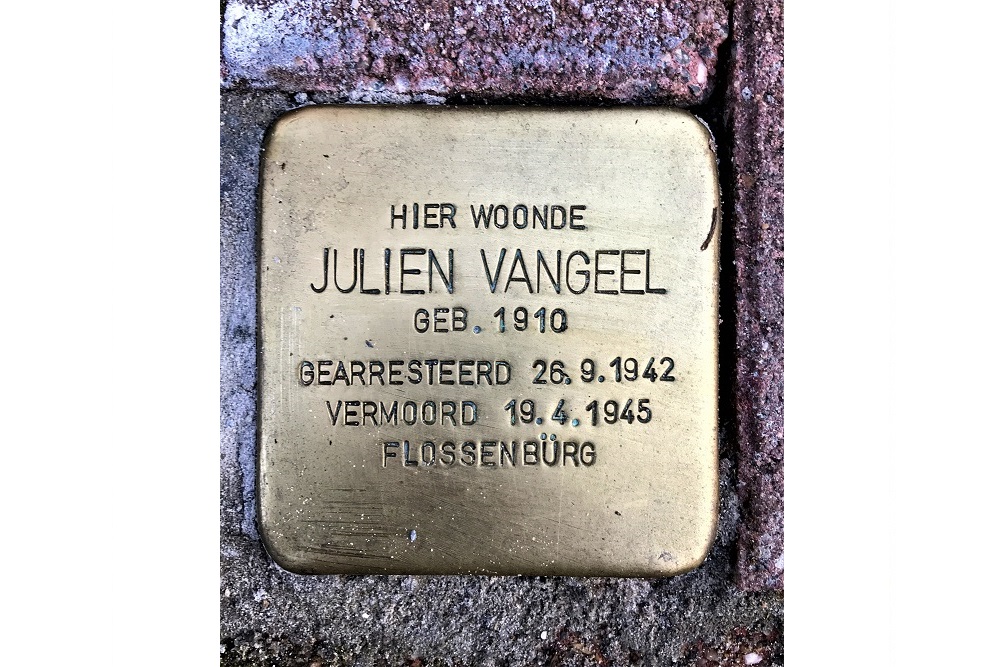 HIER WOONDE
JULIEN VANGEEL
GEB. 1910
GEARRESTEERD 26.9.1942
VERMOORD 19.4.1945
FLOSSENBÜRG